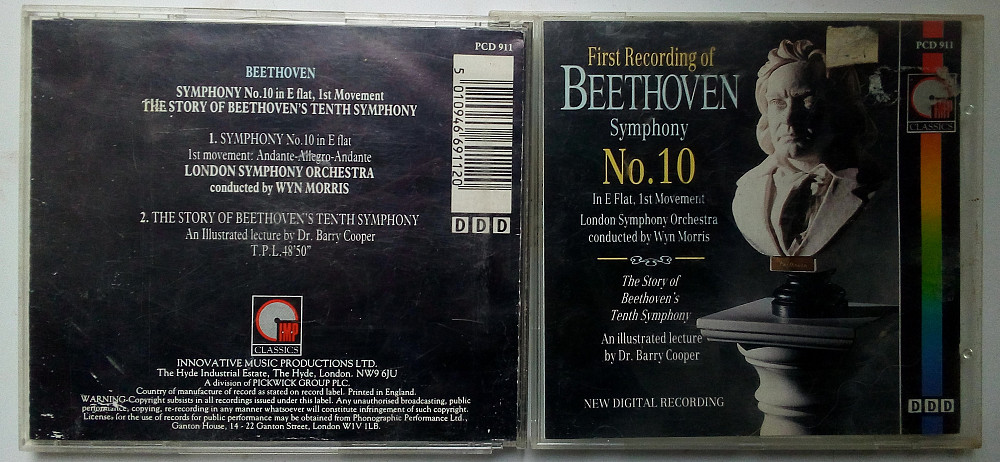 PCD 911
BEETHOVEN
SYMPHONY No.10 in E flat, 1st Movement
THE STORY OF BEETHOVEN'S TENTH SYMPHONY
1. SYMPHONY No.10 in E flat
1st movement: Andante-Allegro-Andante
LONDON SYMPHONY ORCHESTRA
conducted by WYN MORRIS
2. THE STORY OF BEETHOVEN'S TENTH SYMPHONY
An Illustrated lecture by Dr. Barry Cooper
T.P.L.48'50"
5 010946 691120
DDD
IMP
CLASSICS
INNOVATIVE MUSIC PRODUCTIONS LTD.
The Hyde Industrial Estate, The Hyde, London. NW9 6JU
A division of PICKWICK GROUP PLC.
Country of manufacture of record as stated on record label. Printed in England.
WARNING-Copyright subsists in all recordings issued under this label. Any unauthorised broadcasting, public
performance, copying, re-recording in any manner whatsoever will constitute infringement of such copyright.
Licenses for the use of records for public performance may be obtained from Phonographic Performance Ltd.,
Ganton House, 14 - 22 Ganton Street, London W1V 1LB.
First Recording of
BEETHOVEN
Symphony
No.10
In E Flat, 1st Movement
London Symphony Orchestra
conducted by Wyn Morris
The Story of
Beethoven's
Tenth Symphony
An illustrated lecture
by Dr. Barry Cooper
NEW DIGITAL RECORDING
PCD 911
IMP
CLASSICS
DDD